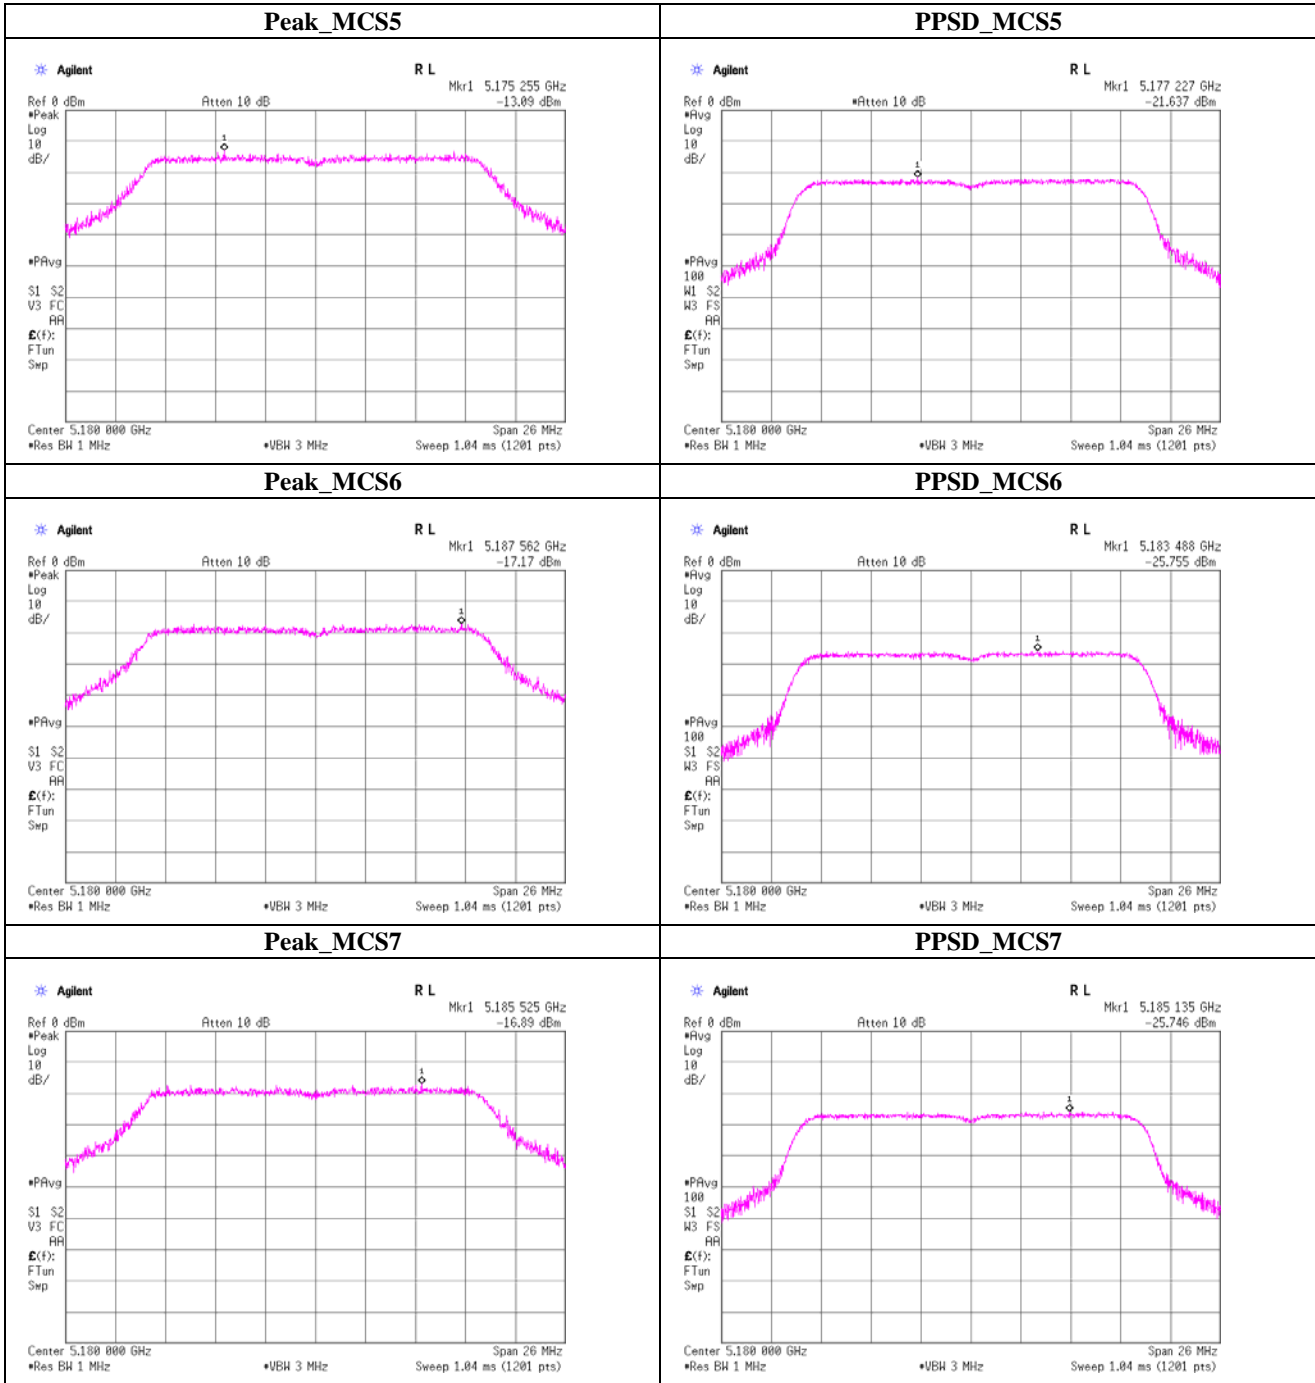 Peak_MCS5
Agilent
R L
Mkr1 5.175 255 GHz
Ref 0 dBm
Atten 10 dB
-13.09 dBm
#Peak
Log
10
dB/
1
#PAvg
S1 S2
V3 FC
AA
£(f):
FTun
Swp
Center 5.180 000 GHz
Span 26 MHz
#Res BW 1 MHz
#VBW 3 MHz
Sweep 1.04 ms (1201 pts)
PPSD_MCS5
Agilent
R L
Mkr1 5.177 227 GHz
Ref 0 dBm
#Atten 10 dB
-21.637 dBm
#Avg
Log
10
dB/
1
#PAvg
100
W1 S2
W3 FS
AA
£(f):
FTun
Swp
Center 5.180 000 GHz
Span 26 MHz
#Res BW 1 MHz
#VBW 3 MHz
Sweep 1.04 ms (1201 pts)
Peak_MCS6
Agilent
R L
Mkr1 5.187 562 GHz
Ref 0 dBm
Atten 10 dB
-17.17 dBm
#Peak
Log
10
dB/
1
#PAvg
S1 S2
V3 FC
AA
£(f):
FTun
Swp
Center 5.180 000 GHz
Span 26 MHz
#Res BW 1 MHz
#VBW 3 MHz
Sweep 1.04 ms (1201 pts)
PPSD_MCS6
Agilent
R L
Mkr1 5.183 488 GHz
Ref 0 dBm
Atten 10 dB
-25.755 dBm
#Avg
Log
10
dB/
1
#PAvg
100
S1 S2
W3 FS
AA
£(f):
FTun
Swp
Center 5.180 000 GHz
Span 26 MHz
#Res BW 1 MHz
#VBW 3 MHz
Sweep 1.04 ms (1201 pts)
Peak_MCS7
Agilent
R L
Mkr1 5.185 525 GHz
Ref 0 dBm
Atten 10 dB
-16.89 dBm
#Peak
Log
10
dB/
1
#PAvg
S1 S2
V3 FC
AA
£(f):
FTun
Swp
Center 5.180 000 GHz
Span 26 MHz
#Res BW 1 MHz
#VBW 3 MHz
Sweep 1.04 ms (1201 pts)
PPSD_MCS7
Agilent
R L
Mkr1 5.185 135 GHz
Ref 0 dBm
Atten 10 dB
-25.746 dBm
#Avg
Log
10
dB/
1
#PAvg
100
S1 S2
W3 FS
AA
£(f):
FTun
Swp
Center 5.180 000 GHz
Span 26 MHz
#Res BW 1 MHz
#VBW 3 MHz
Sweep 1.04 ms (1201 pts)